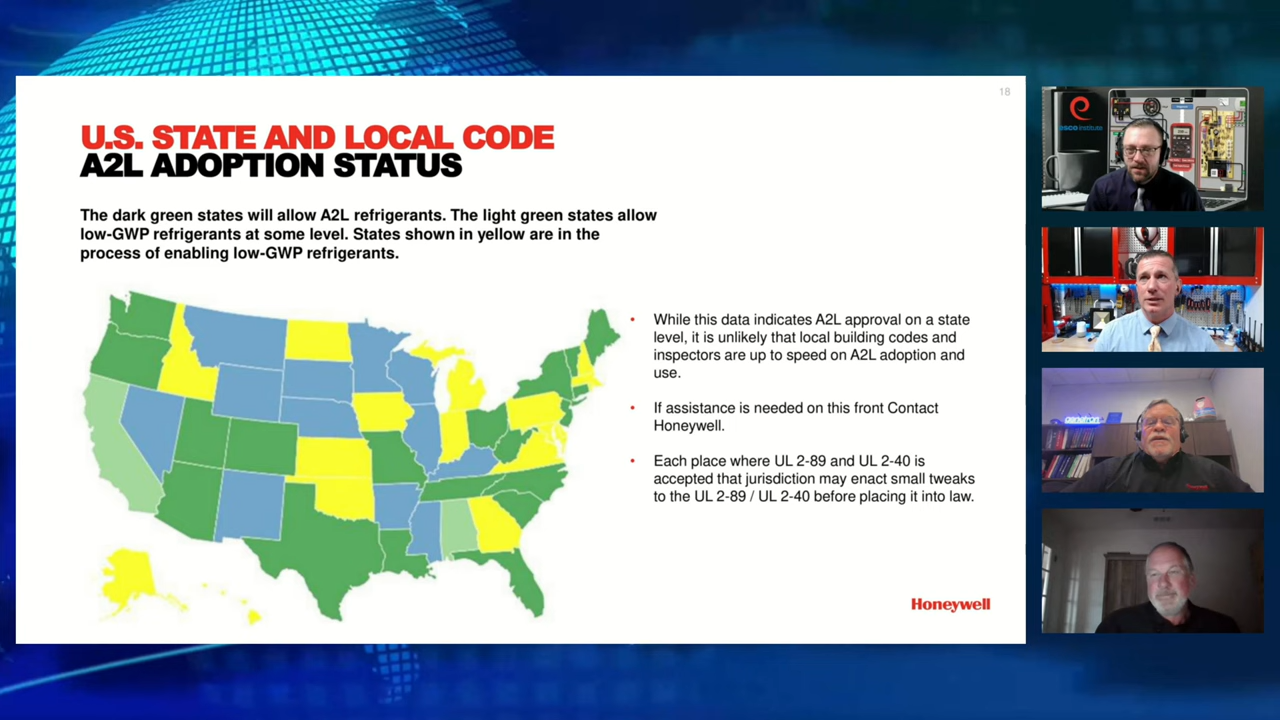 18
U.S. STATE AND LOCAL CODE
A2L ADOPTION STATUS
The dark green states will allow A2L refrigerants. The light green states allow
low-GWP refrigerants at some level. States shown in yellow are in the
process of enabling low-GWP refrigerants.
• While this data indicates A2L approval on a state
level, it is unlikely that local building codes and
inspectors are up to speed on A2L adoption and
use.
• If assistance is needed on this front Contact
Honeywell.
• Each place where UL 2-89 and UL 2-40 is
accepted that jurisdiction may enact small tweaks
to the UL 2-89 / UL 2-40 before placing it into law.
Honeywell
esco institute